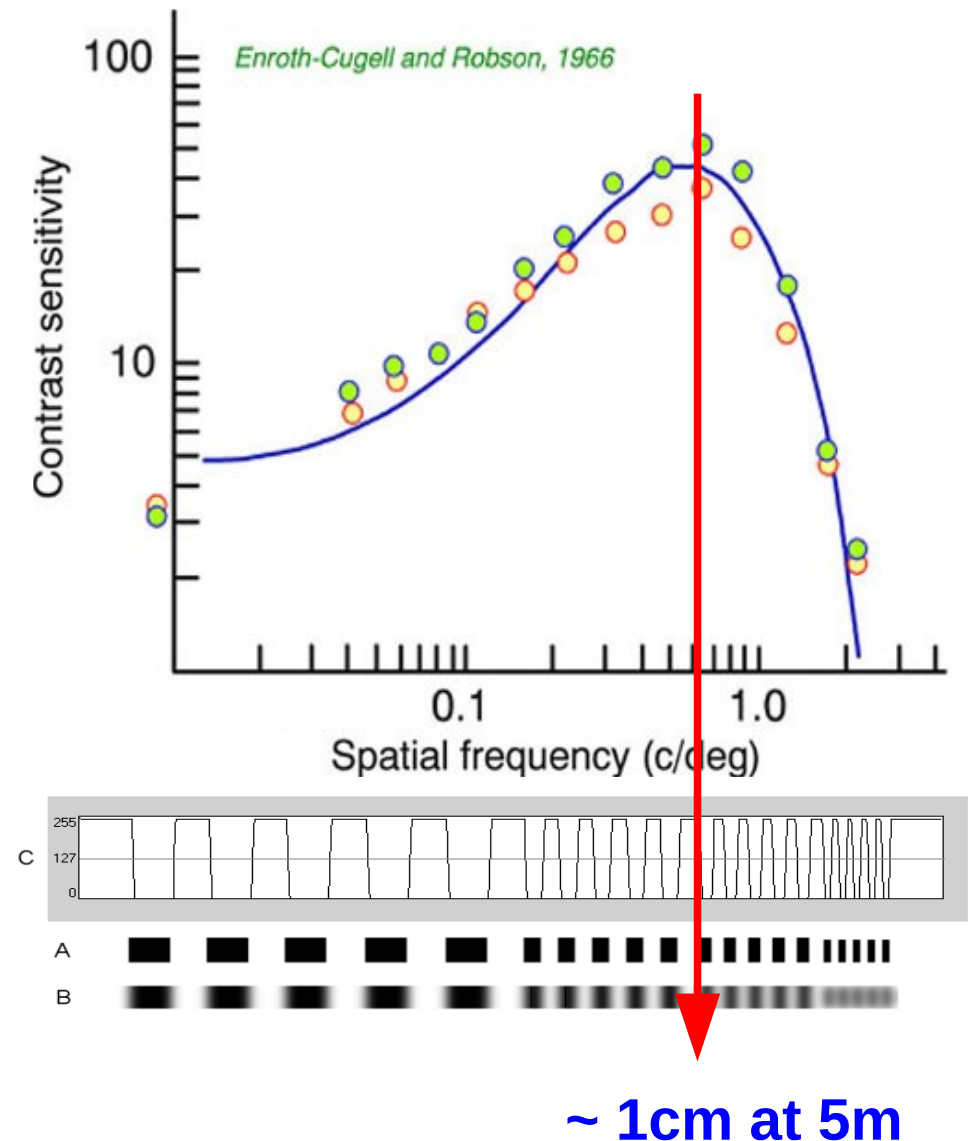 100
Enroth-Cugell and Robson, 1966
Contrast sensitivity
10
0.1 1.0
Spatial frequency (c/deg)
255
C 127
0
A
B
~ 1cm at 5m